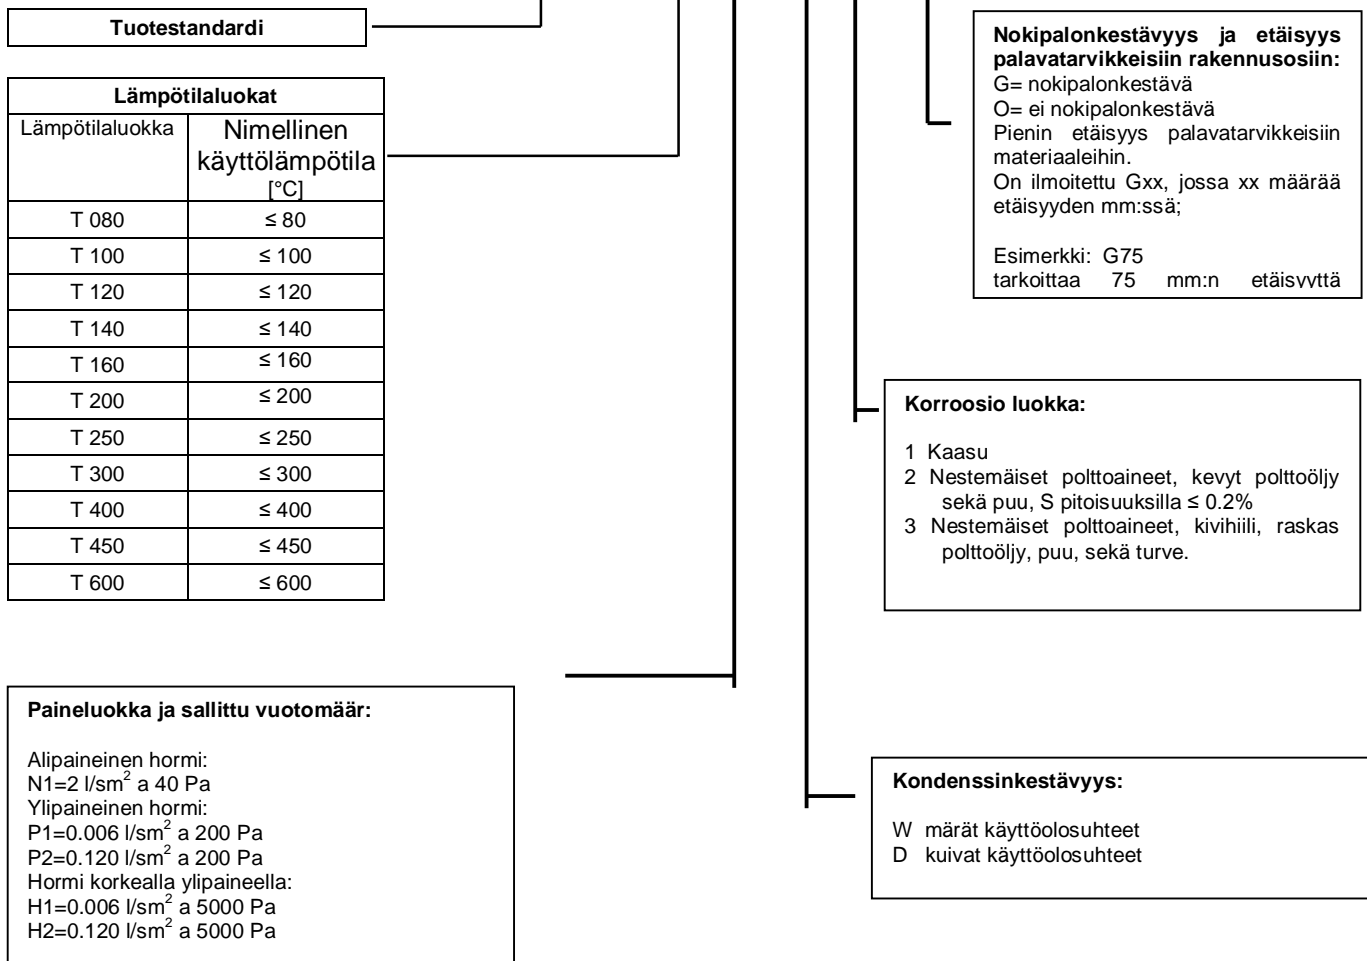 Tuotestandardi
Lämpötilaluokat
Lämpötilaluokka
Nimellinen
käyttölämpötila
[°C]
T 080 ≤ 80
T 100 ≤ 100
T 120 ≤ 120
T 140 ≤ 140
T 160 ≤ 160
T 200 ≤ 200
T 250 ≤ 250
T 300 ≤ 300
T 400 ≤ 400
T 450 ≤ 450
T 600 ≤ 600
Paineluokka ja sallittu vuotomäär:
Alipaineinen hormi:
N1=2 l/sm² a 40 Pa
Ylipaineinen hormi:
P1=0.006 l/sm² a 200 Pa
P2=0.120 l/sm² a 200 Pa
Hormi korkealla ylipaineella:
H1=0.006 l/sm² a 5000 Pa
H2=0.120 l/sm² a 5000 Pa
Nokipalonkestävyys ja etäisyys
palavatarvikkeisiin rakennusosiin:
G= nokipalonkestävä
O= ei nokipalonkestävä
Pienin etäisyys palavatarvikkeisiin
materiaaleihin.
On ilmoitettu Gxx, jossa xx määrää
etäisyyden mm:ssä;
Esimerkki: G75
tarkoittaa 75 mm:n etäisyyttä
Korroosio luokka:
1 Kaasu
2 Nestemäiset polttoaineet, kevyt polttoöljy
sekä puu, S pitoisuuksilla ≤ 0.2%
3 Nestemäiset polttoaineet, kivihiili, raskas
polttoöljy, puu, sekä turve.
Kondenssinkestävyys:
W märät käyttöolosuhteet
D kuivat käyttöolosuhteet